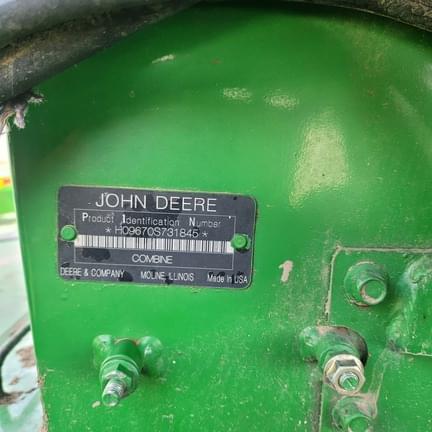 JOHN DEERE
Product Identification Number
* H09670S731845 *
COMBINE
DEERE & COMPANY MOLINE, ILLINOIS Made In USA